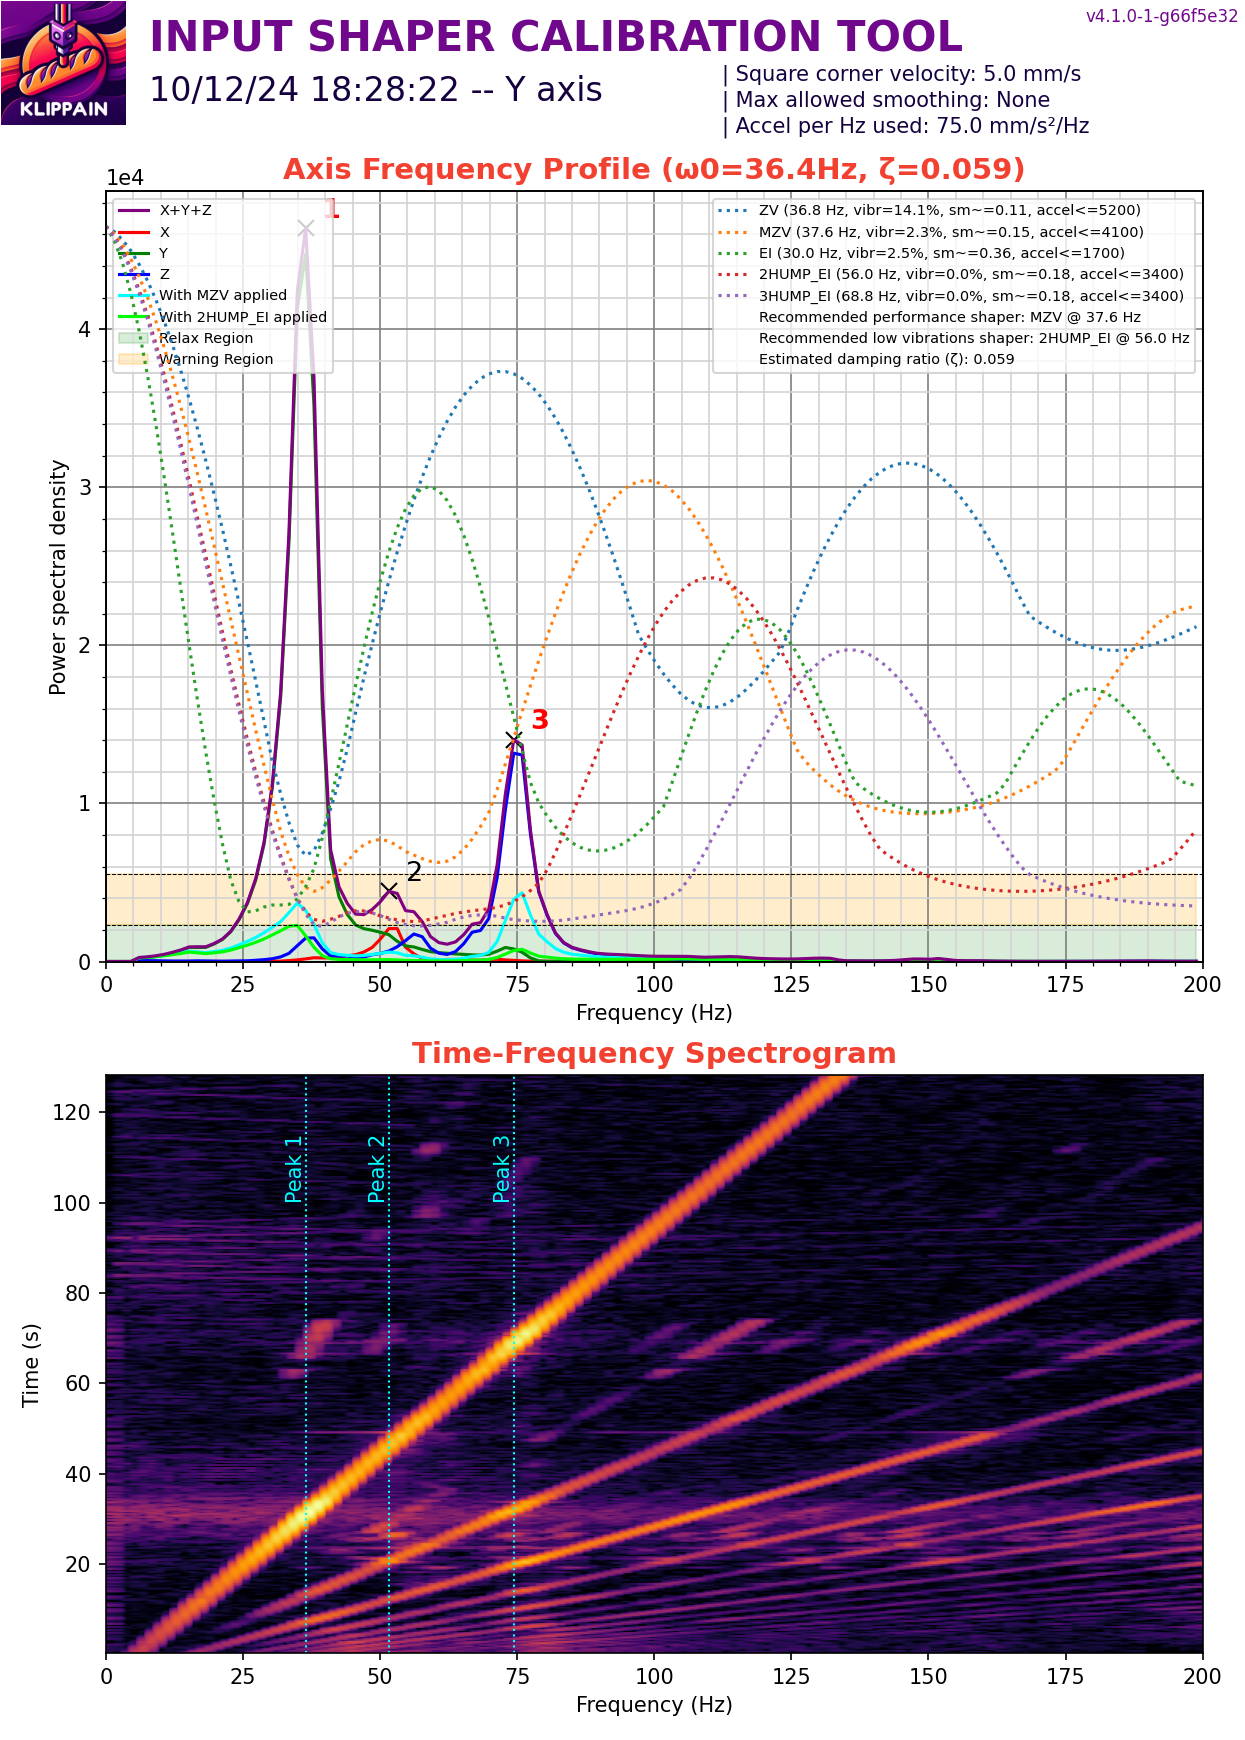 v4.1.0-1-g66f5e32
INPUT SHAPER CALIBRATION TOOL
10/12/24 18:28:22 -- Y axis
| Square corner velocity: 5.0 mm/s
| Max allowed smoothing: None
| Accel per Hz used: 75.0 mm/s²/Hz
KLIPPAIN
Axis Frequency Profile (ω0=36.4Hz, ζ=0.059)
1e4
X+Y+Z
X
Y
Z
With MZV applied
With 2HUMP_EI applied
Relax Region
Warning Region
1
ZV (36.8 Hz, vibr=14.1%, sm~=0.11, accel<=5200)
MZV (37.6 Hz, vibr=2.3%, sm~=0.15, accel<=4100)
EI (30.0 Hz, vibr=2.5%, sm~=0.36, accel<=1700)
2HUMP_EI (56.0 Hz, vibr=0.0%, sm~=0.18, accel<=3400)
3HUMP_EI (68.8 Hz, vibr=0.0%, sm~=0.18, accel<=3400)
Recommended performance shaper: MZV @ 37.6 Hz
Recommended low vibrations shaper: 2HUMP_EI @ 56.0 Hz
Estimated damping ratio (ζ): 0.059
4
3
2
1
0
Power spectral density
3
2
0 25 50 75 100 125 150 175 200
Frequency (Hz)
Time-Frequency Spectrogram
120
100
80
60
40
20
Time (s)
Peak 1
Peak 2
Peak 3
0 25 50 75 100 125 150 175 200
Frequency (Hz)